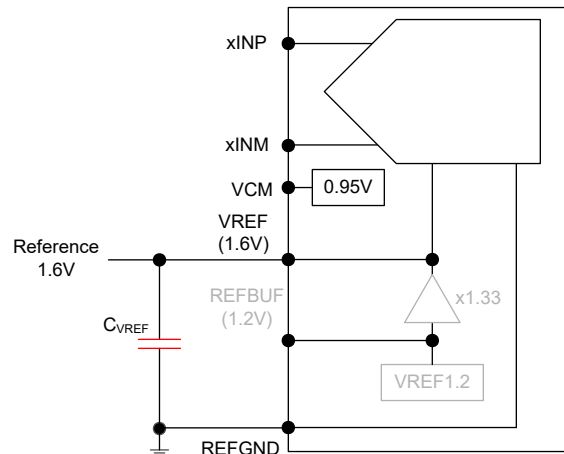 xINP
xINM
VCM
0.95V
VREF
(1.6V)
Reference
1.6V
REFBUF
(1.2V)
x1.33
CVREF
VREF1.2
REFGND